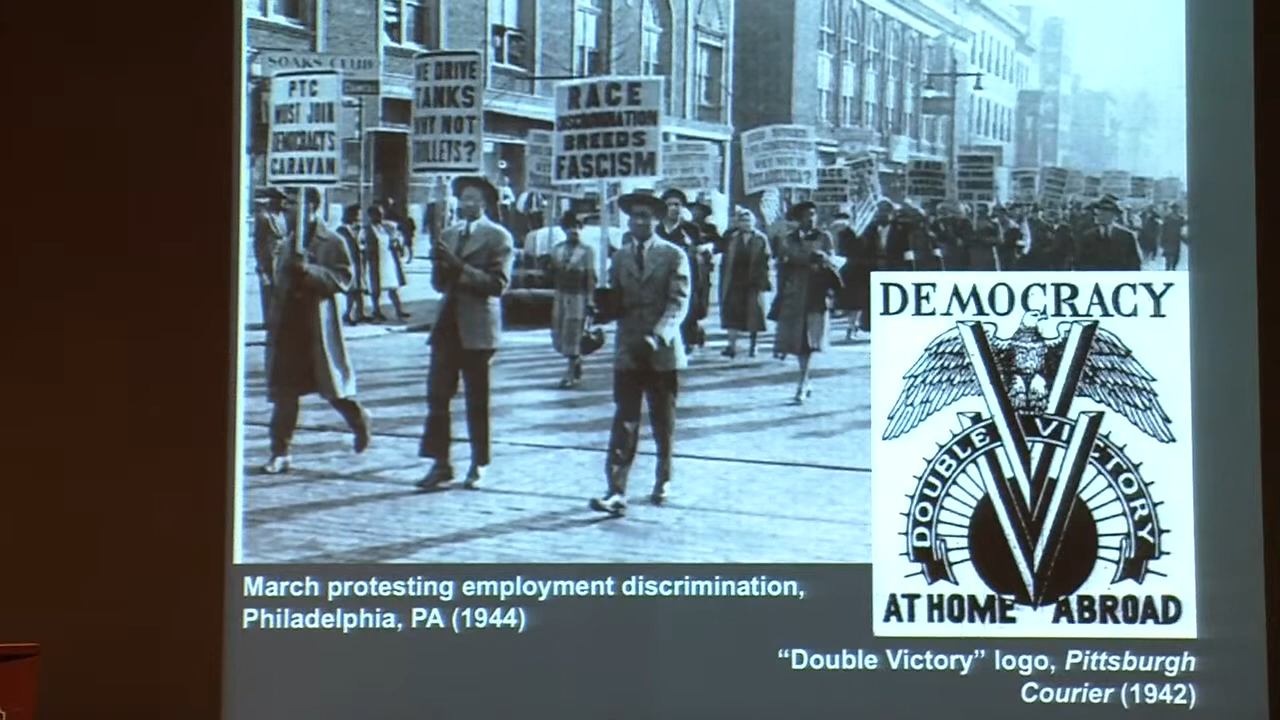 PTC
MUST JOIN
DEMOCRACY'S
CARAVAN
WE DRIVE
TANKS
WHY NOT
RACE
DISCRIMINATION
BREEDS
FASCISM
DEMOCRACY
DOUBLE VICTORY
AT HOME ABROAD
March protesting employment discrimination,
Philadelphia, PA (1944)
“Double Victory” logo, Pittsburgh
Courier (1942)